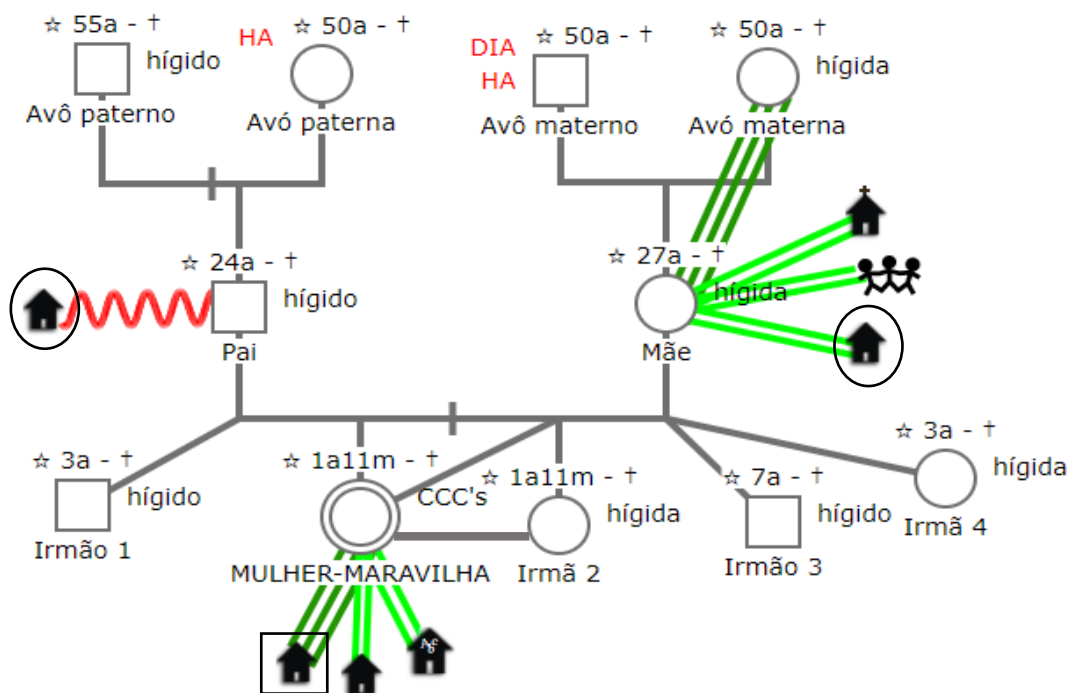 ☆ 55a - † hígido
Avô paterno
HA ☆ 50a - †
Avó paterna
DIA
HA
☆ 50a - †
Avô materno
☆ 50a - † hígida
Avó materna
☆ 24a - † hígido
Pai
☆ 27a - † hígida
Mãe
☆ 3a - † hígido
Irmão 1
☆ 1a11m - † CCC's
MULHER-MARAVILHA
☆ 1a11m - † hígida
Irmã 2
☆ 7a - † hígido
Irmão 3
☆ 3a - † hígida
Irmã 4